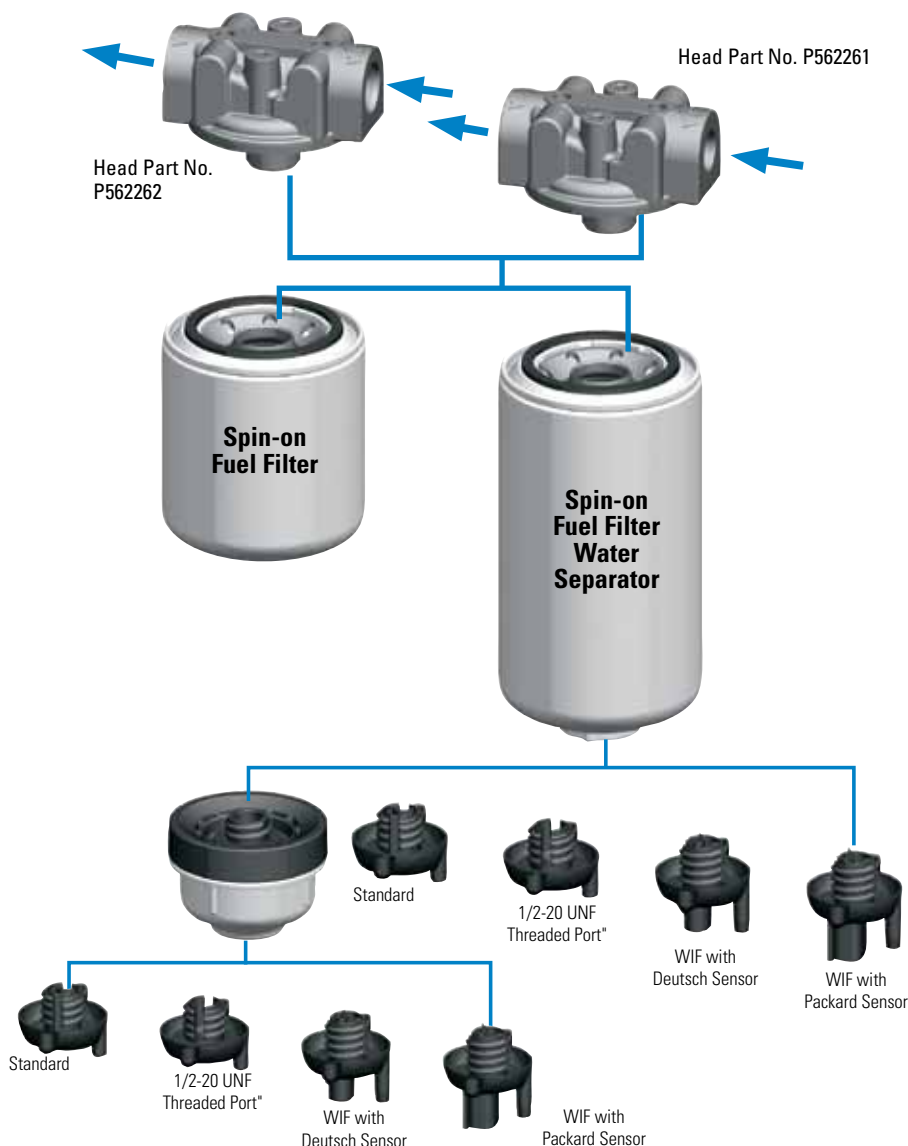 Head Part No. P562261
Head Part No.
P562262
Spin-on
Fuel Filter
Spin-on
Fuel Filter
Water
Separator
Standard
1/2-20 UNF
Threaded Port"
WIF with
Deutsch Sensor
WIF with
Packard Sensor
Standard
1/2-20 UNF
Threaded Port"
WIF with
Deutsch Sensor
WIF with
Packard Sensor